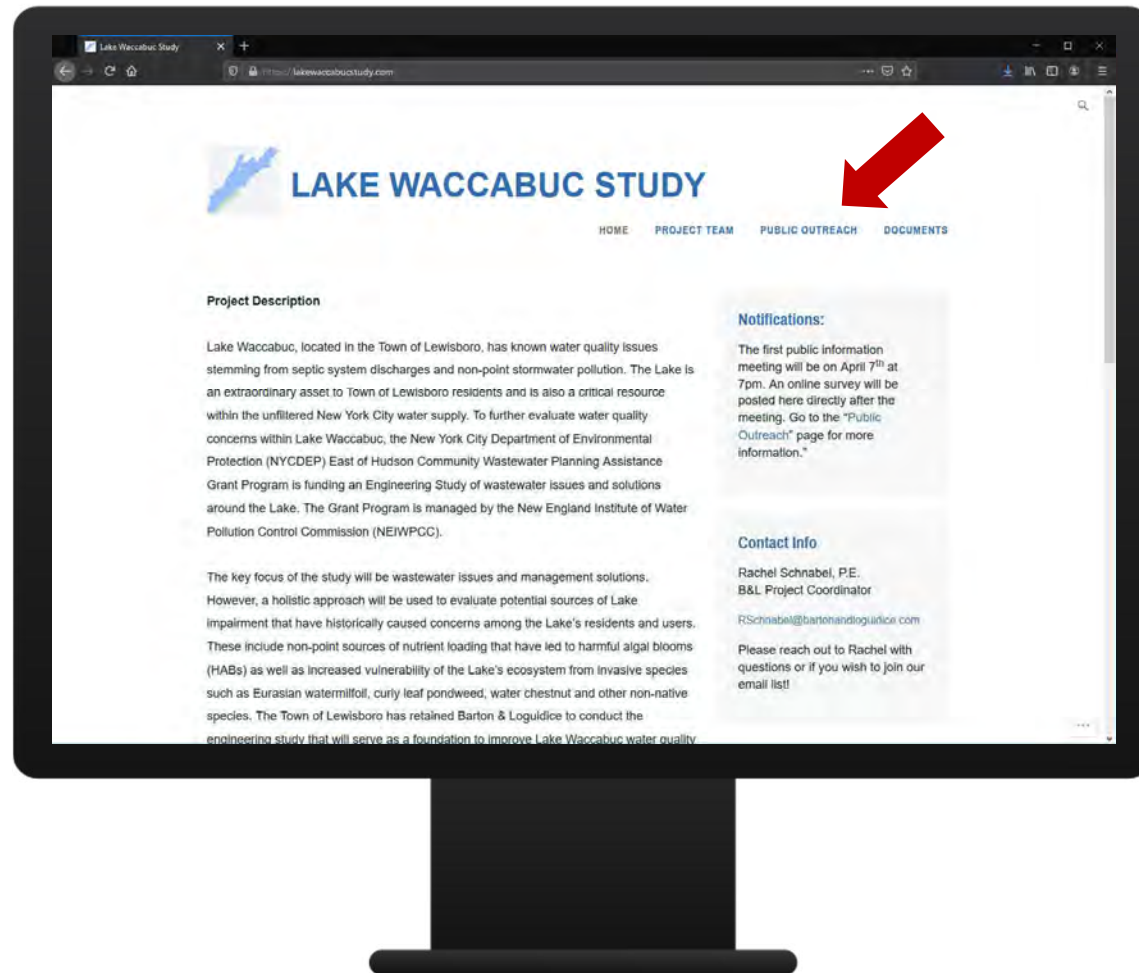 Lake Waccabuc Study
https://lakewaccabucstudy.com
LAKE WACCABUC STUDY
HOME PROJECT TEAM PUBLIC OUTREACH DOCUMENTS
Project Description
Lake Waccabuc, located in the Town of Lewisboro, has known water quality issues
stemming from septic system discharges and non-point stormwater pollution. The Lake is
an extraordinary asset to Town of Lewisboro residents and is also a critical resource
within the unfiltered New York City water supply. To further evaluate water quality
concerns within Lake Waccabuc, the New York City Department of Environmental
Protection (NYCDEP) East of Hudson Community Wastewater Planning Assistance
Grant Program is funding an Engineering Study of wastewater issues and solutions
around the Lake. The Grant Program is managed by the New England Institute of Water
Pollution Control Commission (NEIWPCC).
The key focus of the study will be wastewater issues and management solutions.
However, a holistic approach will be used to evaluate potential sources of Lake
impairment that have historically caused concerns among the Lake's residents and users.
These include non-point sources of nutrient loading that have led to harmful algal blooms
(HABs) as well as increased vulnerability of the Lake's ecosystem from invasive species
such as Eurasian watermilfoil, curly leaf pondweed, water chestnut and other non-native
species. The Town of Lewisboro has retained Barton & Loguidice to conduct the
engineering study that will serve as a foundation to improve Lake Waccabuc water quality
Notifications:
The first public information
meeting will be on April 7th at
7pm. An online survey will be
posted here directly after the
meeting. Go to the "Public
Outreach" page for more
information."
Contact Info
Rachel Schnabel, P.E.
B&L Project Coordinator
RSchnabel@bartonandloguidice.com
Please reach out to Rachel with
questions or if you wish to join our
email list!